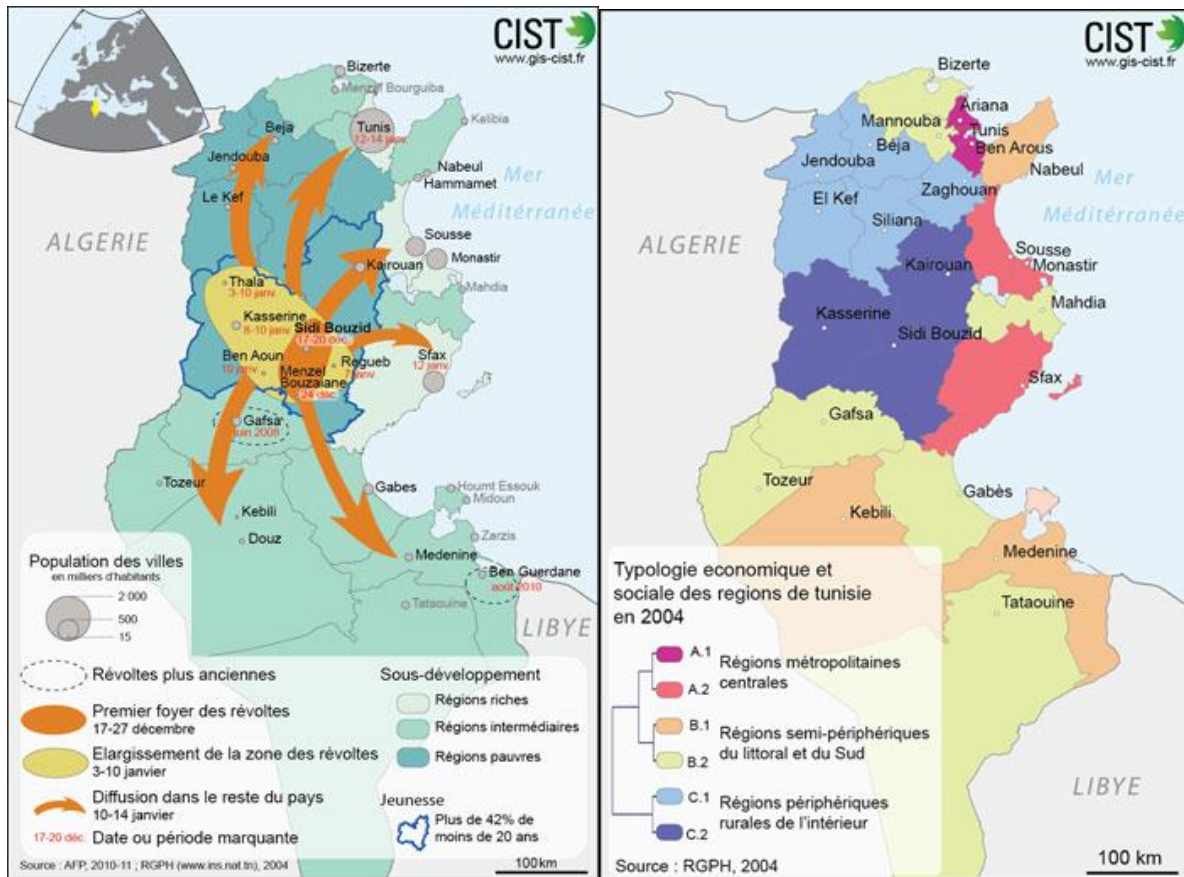 CIST
www.gis-cist.fr
Bizerte
Menzel Bourguiba
Tunis
12-14 janv.
Kelibia
Beja
Jendouba
Nabeul
Hammamet
Mer
Méditérranée
Le Kef
ALGERIE
Sousse
Monastir
Kairouan
Mahdia
Thala
3-10 janv.
Kasserine
8-10 janv.
Sidi Bouzid
17-20 déc.
Ben Aoun
10 janv.
Regueb
7 janv.
Menzel
Bouzaiane
24 déc.
Sfax
12 janv.
Gafsa
juin 2008
Tozeur
Gabes
Houmt Essouk
Midoun
Kebili
Douz
Zarzis
Medenine
Ben Guerdane
août 2010
Tataouine
LIBYE
Population des villes
en milliers d'habitants
2 000
500
15
Révoltes plus anciennes
Premier foyer des révoltes
17-27 décembre
Elargissement de la zone des révoltes
3-10 janvier
Diffusion dans le reste du pays
10-14 janvier
17-20 déc. Date ou période marquante
Sous-développement
Régions riches
Régions intermédiaires
Régions pauvres
Jeunesse
Plus de 42% de
moins de 20 ans
Source : AFP, 2010-11 ; RGPH (www.ins.nat.tn), 2004
100km
CIST
www.gis-cist.fr
Bizerte
Ariana
Mannouba
Tunis
Béja
Ben Arous
Jendouba
Nabeul
Zaghouan
Mer
Méditérranée
El Kef
Siliana
ALGERIE
Sousse
Kairouan
Monastir
Mahdia
Kasserine
Sidi Bouzid
Sfax
Gafsa
Tozeur
Gabès
Kebili
Medenine
Tataouine
LIBYE
Typologie economique et
sociale des regions de tunisie
en 2004
A.1
Régions métropolitaines
centrales
A.2
B.1
Régions semi-périphériques
du littoral et du Sud
B.2
C.1
Régions périphériques
rurales de l'intérieur
C.2
Source : RGPH, 2004
100 km